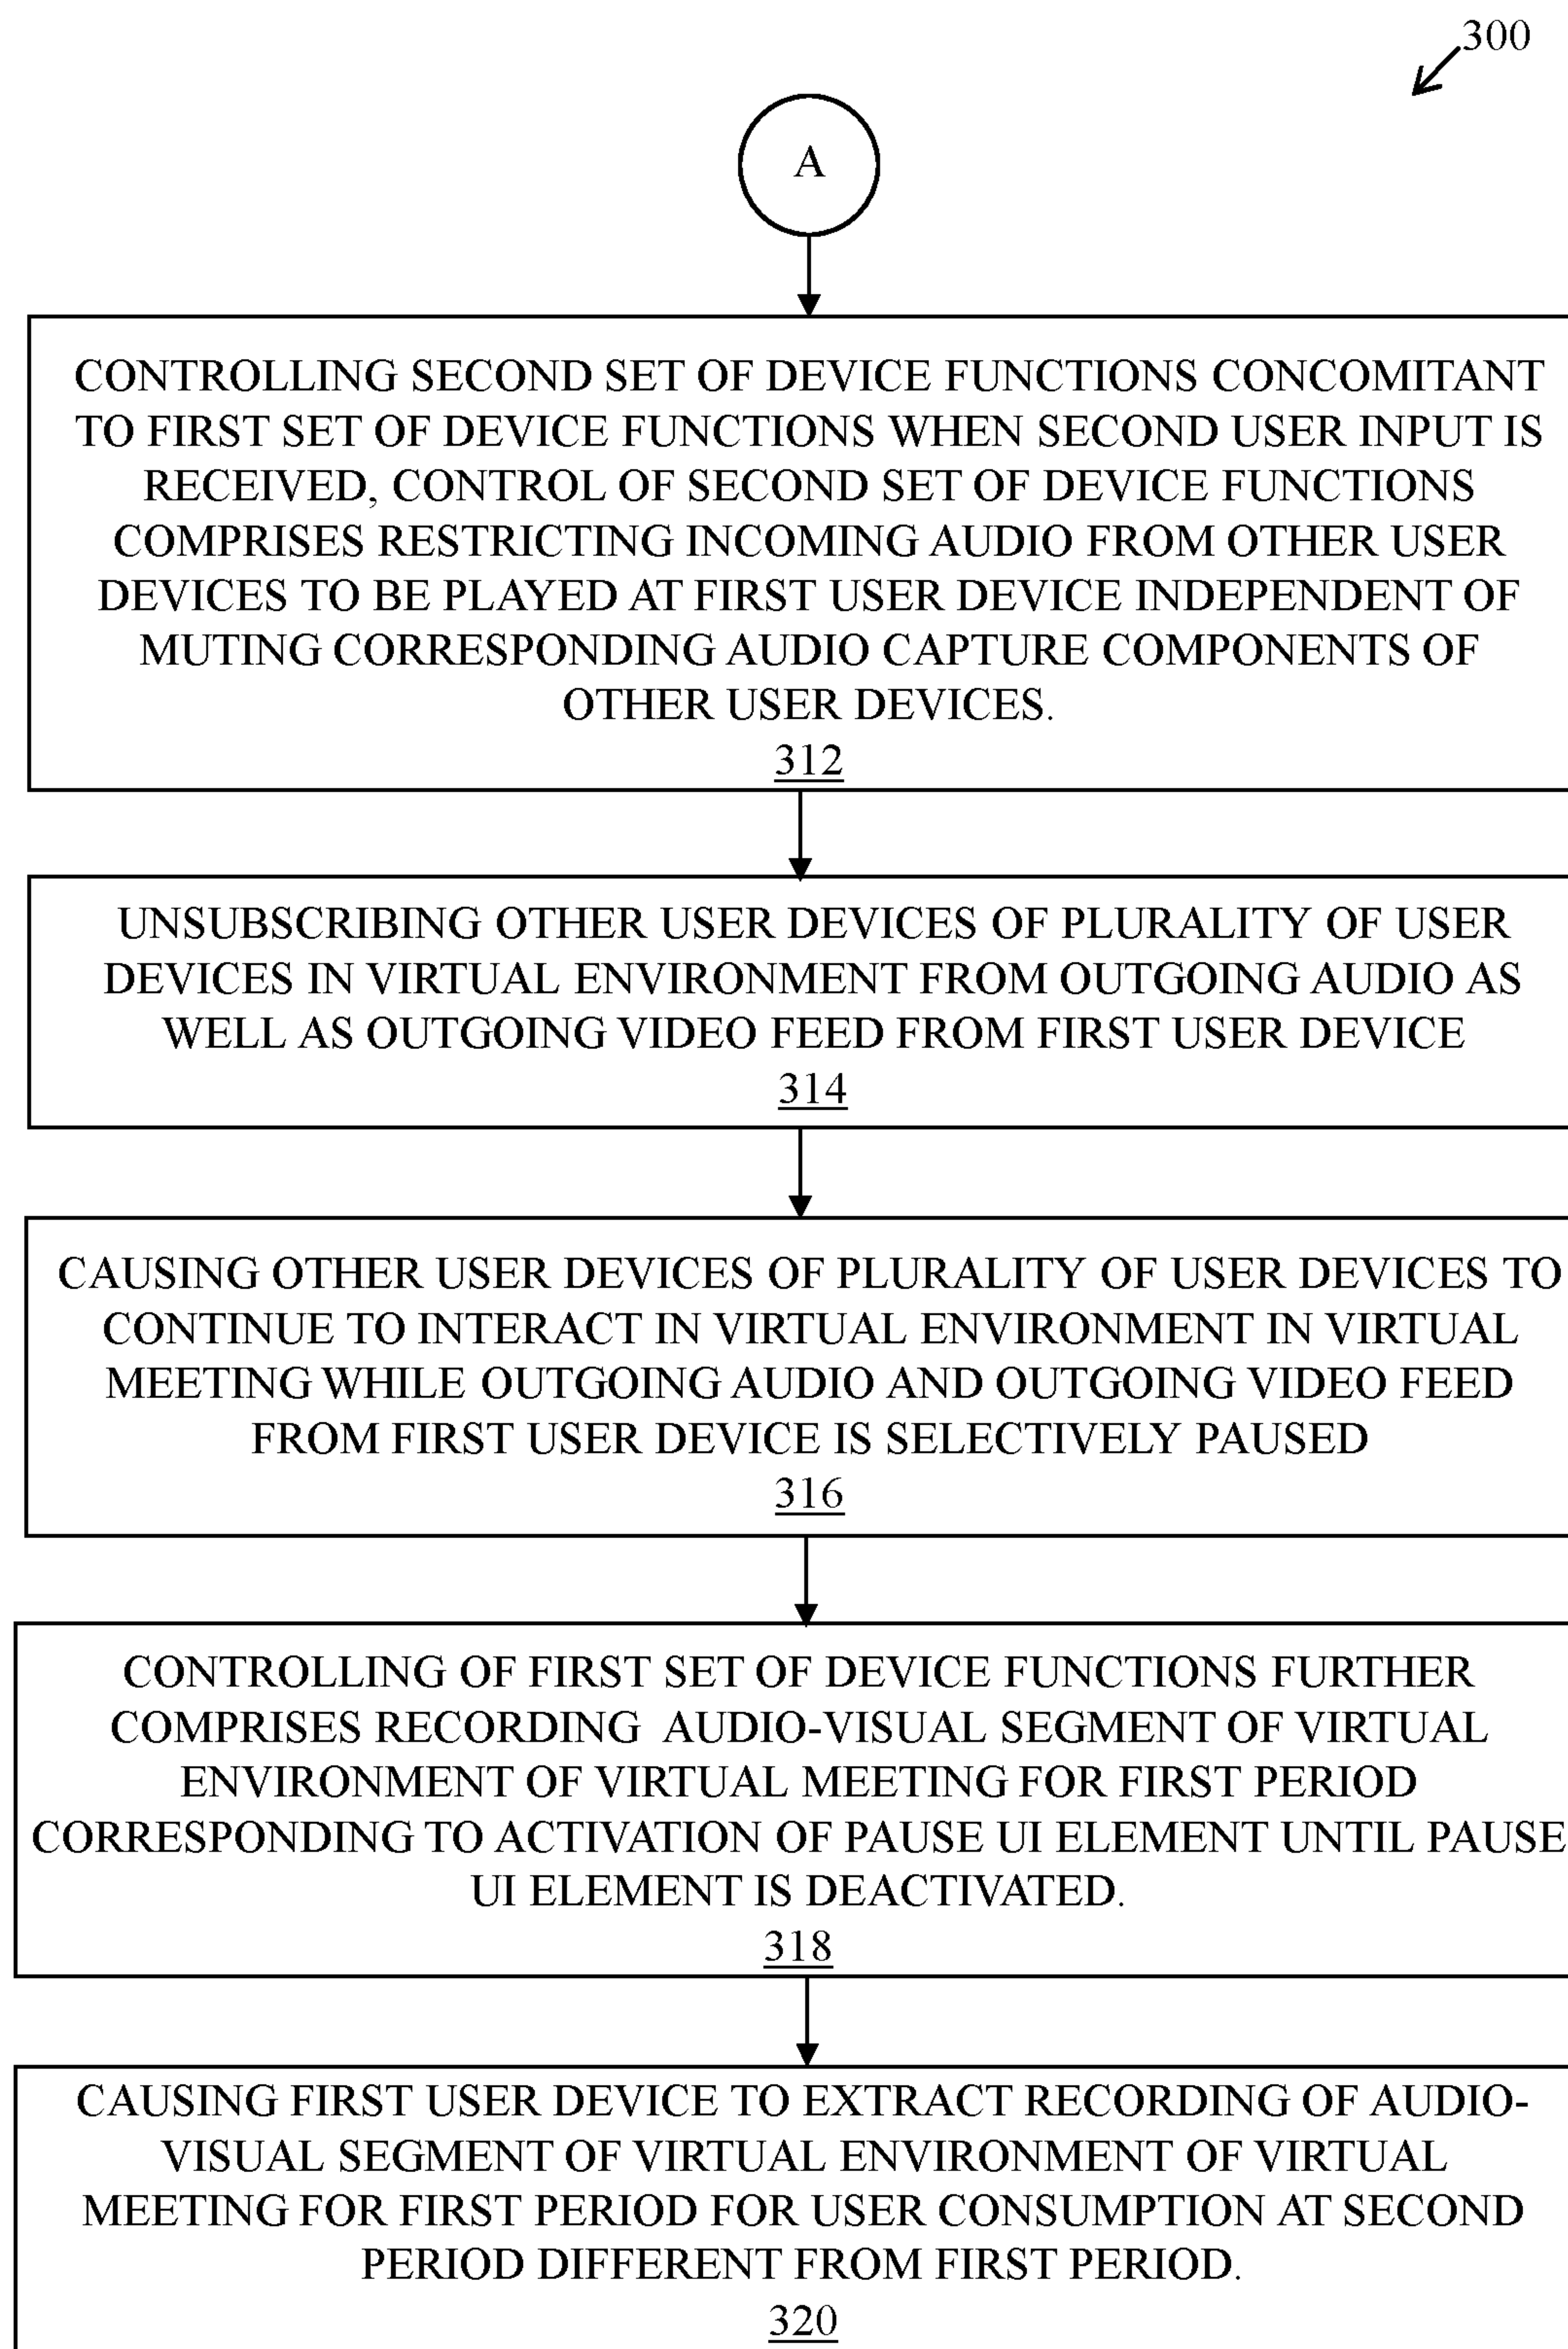 300
A
CONTROLLING SECOND SET OF DEVICE FUNCTIONS CONCOMITANT
TO FIRST SET OF DEVICE FUNCTIONS WHEN SECOND USER INPUT IS
RECEIVED, CONTROL OF SECOND SET OF DEVICE FUNCTIONS
COMPRISES RESTRICTING INCOMING AUDIO FROM OTHER USER
DEVICES TO BE PLAYED AT FIRST USER DEVICE INDEPENDENT OF
MUTING CORRESPONDING AUDIO CAPTURE COMPONENTS OF
OTHER USER DEVICES.
312
UNSUBSCRIBING OTHER USER DEVICES OF PLURALITY OF USER
DEVICES IN VIRTUAL ENVIRONMENT FROM OUTGOING AUDIO AS
WELL AS OUTGOING VIDEO FEED FROM FIRST USER DEVICE
314
CAUSING OTHER USER DEVICES OF PLURALITY OF USER DEVICES TO
CONTINUE TO INTERACT IN VIRTUAL ENVIRONMENT IN VIRTUAL
MEETING WHILE OUTGOING AUDIO AND OUTGOING VIDEO FEED
FROM FIRST USER DEVICE IS SELECTIVELY PAUSED
316
CONTROLLING OF FIRST SET OF DEVICE FUNCTIONS FURTHER
COMPRISES RECORDING AUDIO-VISUAL SEGMENT OF VIRTUAL
ENVIRONMENT OF VIRTUAL MEETING FOR FIRST PERIOD
CORRESPONDING TO ACTIVATION OF PAUSE UI ELEMENT UNTIL PAUSE
UI ELEMENT IS DEACTIVATED.
318
CAUSING FIRST USER DEVICE TO EXTRACT RECORDING OF AUDIO-
VISUAL SEGMENT OF VIRTUAL ENVIRONMENT OF VIRTUAL
MEETING FOR FIRST PERIOD FOR USER CONSUMPTION AT SECOND
PERIOD DIFFERENT FROM FIRST PERIOD.
320